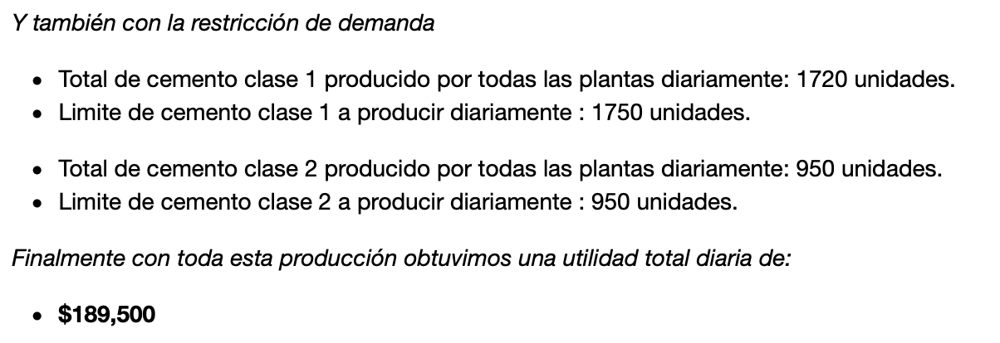 Y también con la restricción de demanda
• Total de cemento clase 1 producido por todas las plantas diariamente: 1720 unidades.
• Limite de cemento clase 1 a producir diariamente : 1750 unidades.
• Total de cemento clase 2 producido por todas las plantas diariamente: 950 unidades.
• Limite de cemento clase 2 a producir diariamente : 950 unidades.
Finalmente con toda esta producción obtuvimos una utilidad total diaria de:
• $189,500